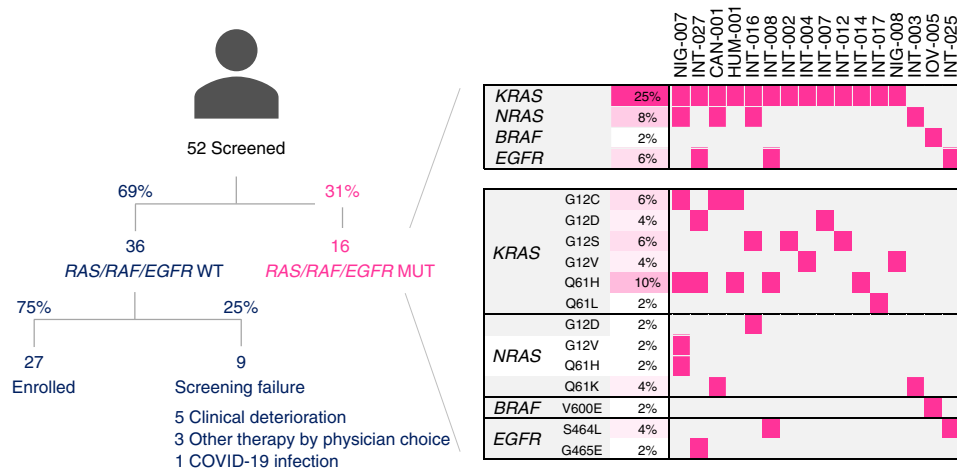 52 Screened
69%
31%
36
RAS/RAF/EGFR WT
16
RAS/RAF/EGFR MUT
75%
25%
27
Enrolled
9
Screening failure
5 Clinical deterioration
3 Other therapy by physician choice
1 COVID-19 infection
NIG-007
INT-027
CAN-001
HUM-001
INT-016
INT-008
INT-002
INT-004
INT-007
INT-012
INT-014
INT-017
NIG-008
INT-003
IOV-005
INT-025
KRAS 25%
NRAS 8%
BRAF 2%
EGFR 6%
KRAS
G12C 6%
G12D 4%
G12S 6%
G12V 4%
Q61H 10%
Q61L 2%
NRAS
G12D 2%
G12V 2%
Q61H 2%
Q61K 4%
BRAF V600E 2%
EGFR
S464L 4%
G465E 2%